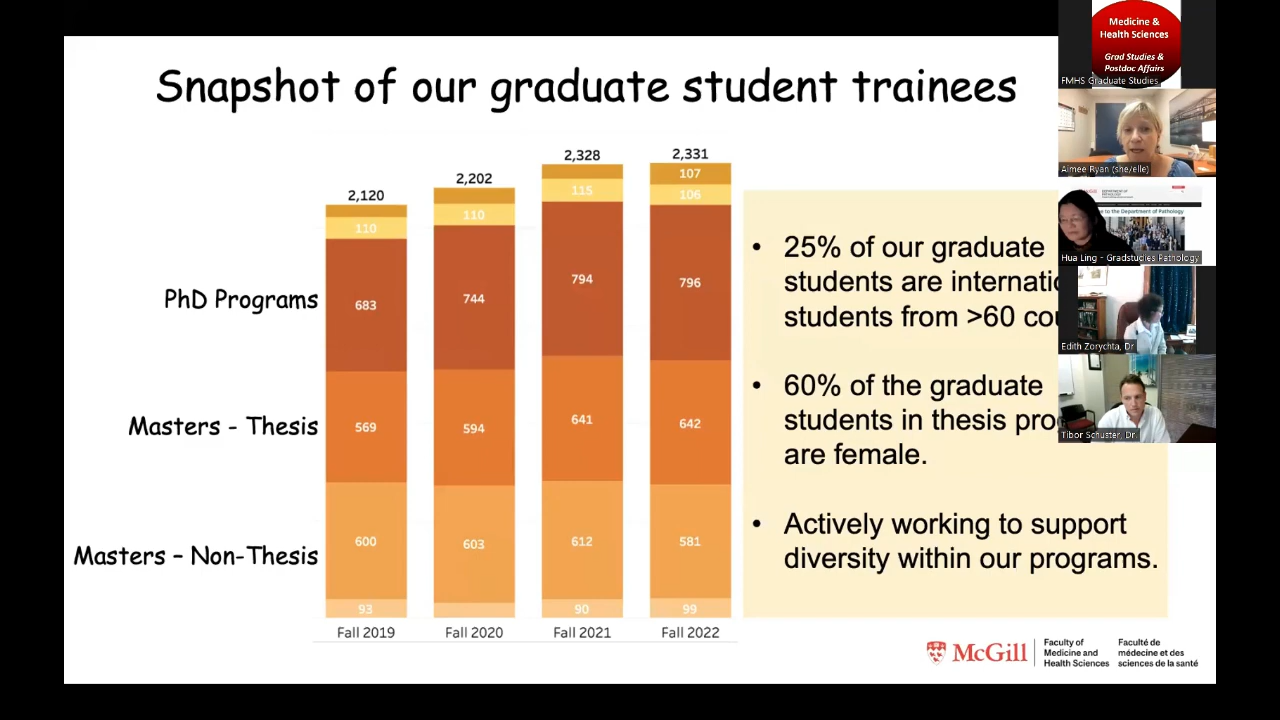 Snapshot of our graduate student trainees
2,120
2,202
2,328
2,331
107
110
110
115
106
PhD Programs
683
744
794
796
Masters - Thesis
569
594
641
642
Masters – Non-Thesis
600
603
612
581
93
90
99
Fall 2019
Fall 2020
Fall 2021
Fall 2022
• 25% of our graduate
students are
students from >60
• 60% of the graduate
students in thesis
are female.
• Actively working to support
diversity within our programs.
McGill
Faculty of
Medicine and
Health Sciences
Faculté de
médecine et des
sciences de la santé
Medicine &
Health Sciences
Grad Studies &
Postdoc Affairs
FMHS Graduate Studies
Aimee Ryan (she/elle)
to the Department of Pathology
Hua Ling - Gradstudies Pathology
Edith Zorychta, Dr
Tibor Schuster, Dr